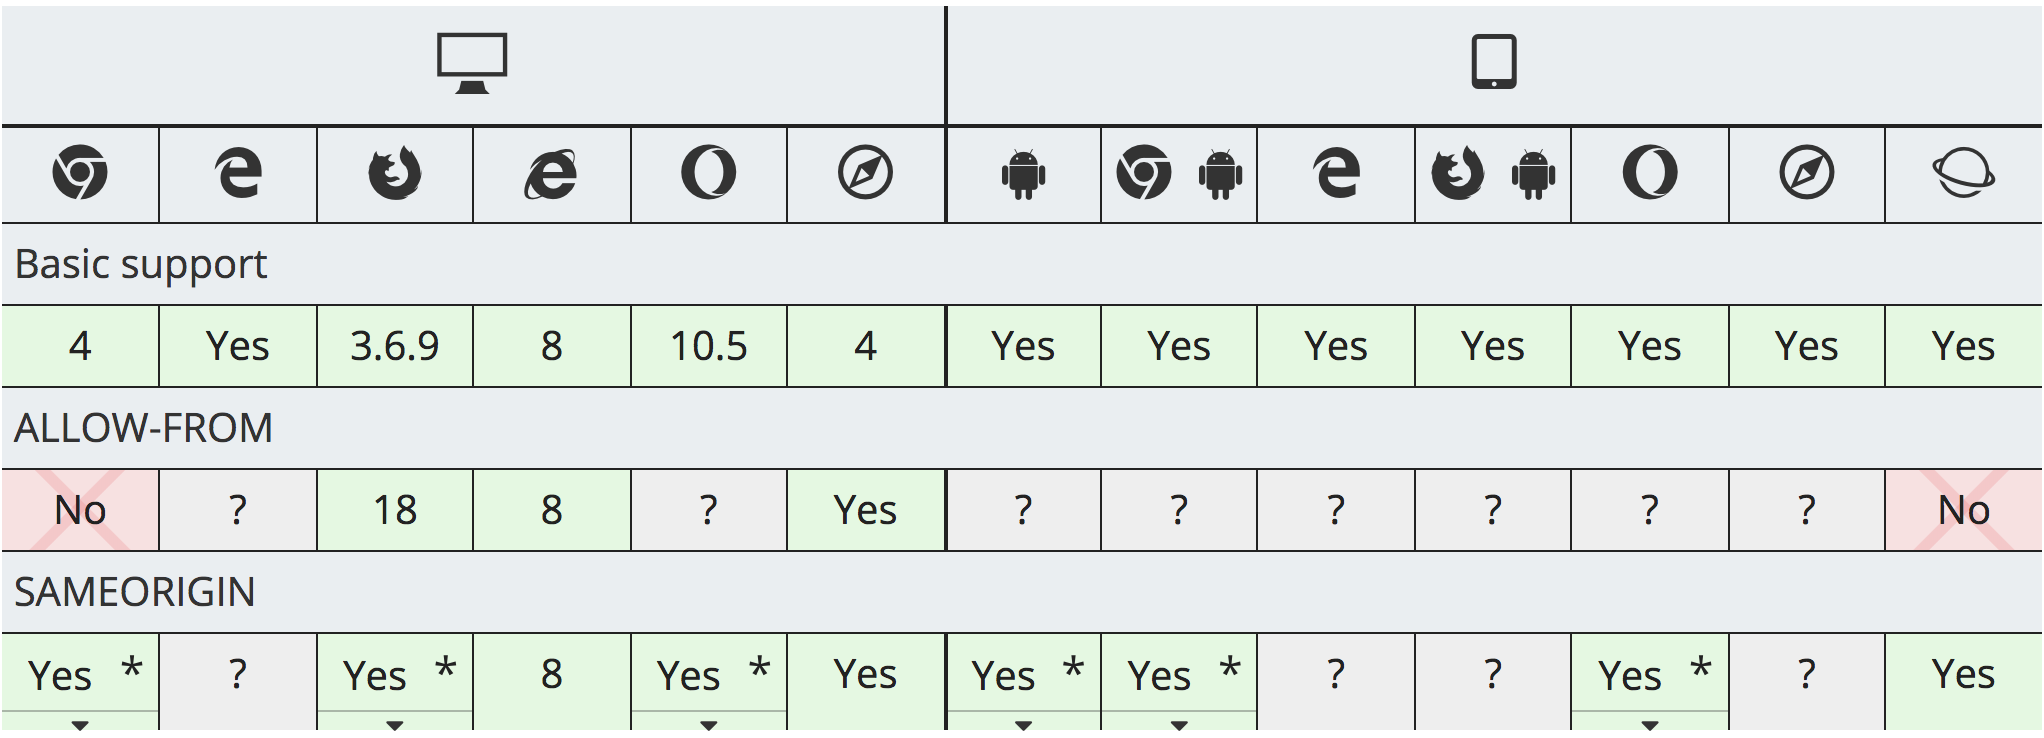 Basic support
4 Yes 3.6.9 8 10.5 4 Yes Yes Yes Yes Yes Yes Yes
ALLOW-FROM
No ? 18 8 ? Yes ? ? ? ? ? ? No
SAMEORIGIN
Yes * ? Yes * 8 Yes * Yes Yes * Yes * ? ? Yes * ? Yes